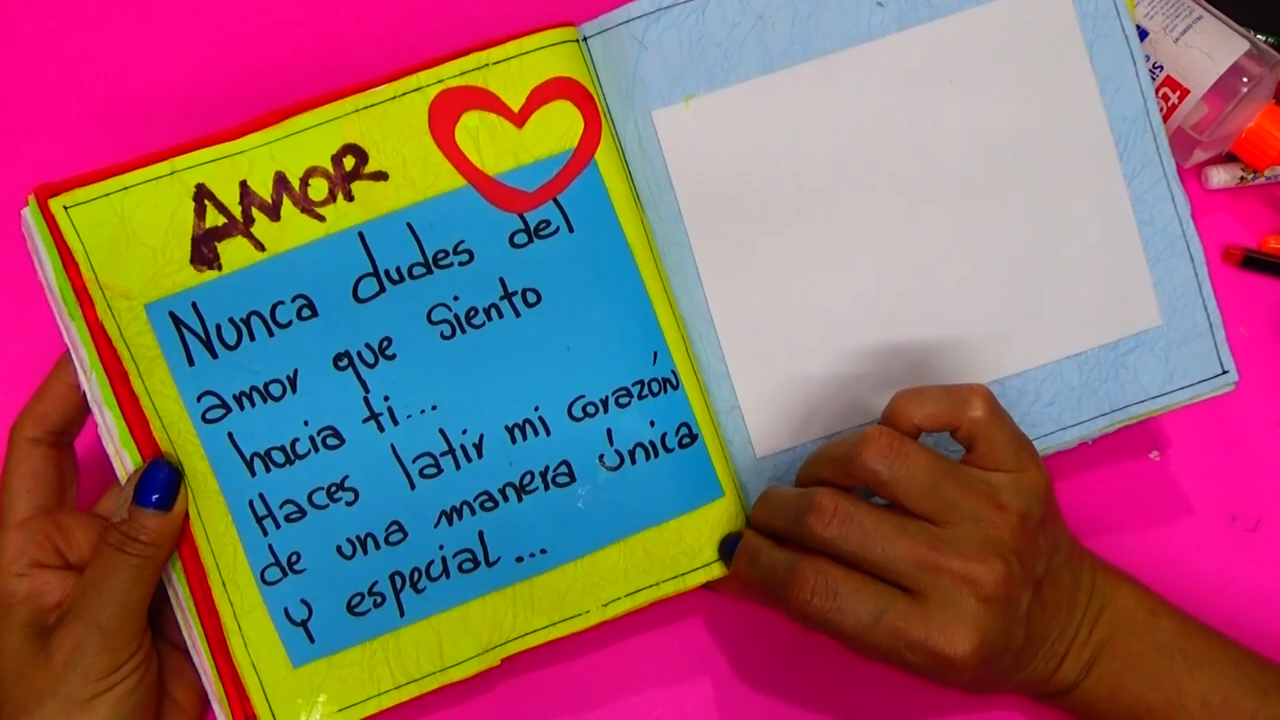 AMOR
Nunca dudes del
amor que siento
hacia ti...
Haces latir mi corazón
de una manera única
y especial...